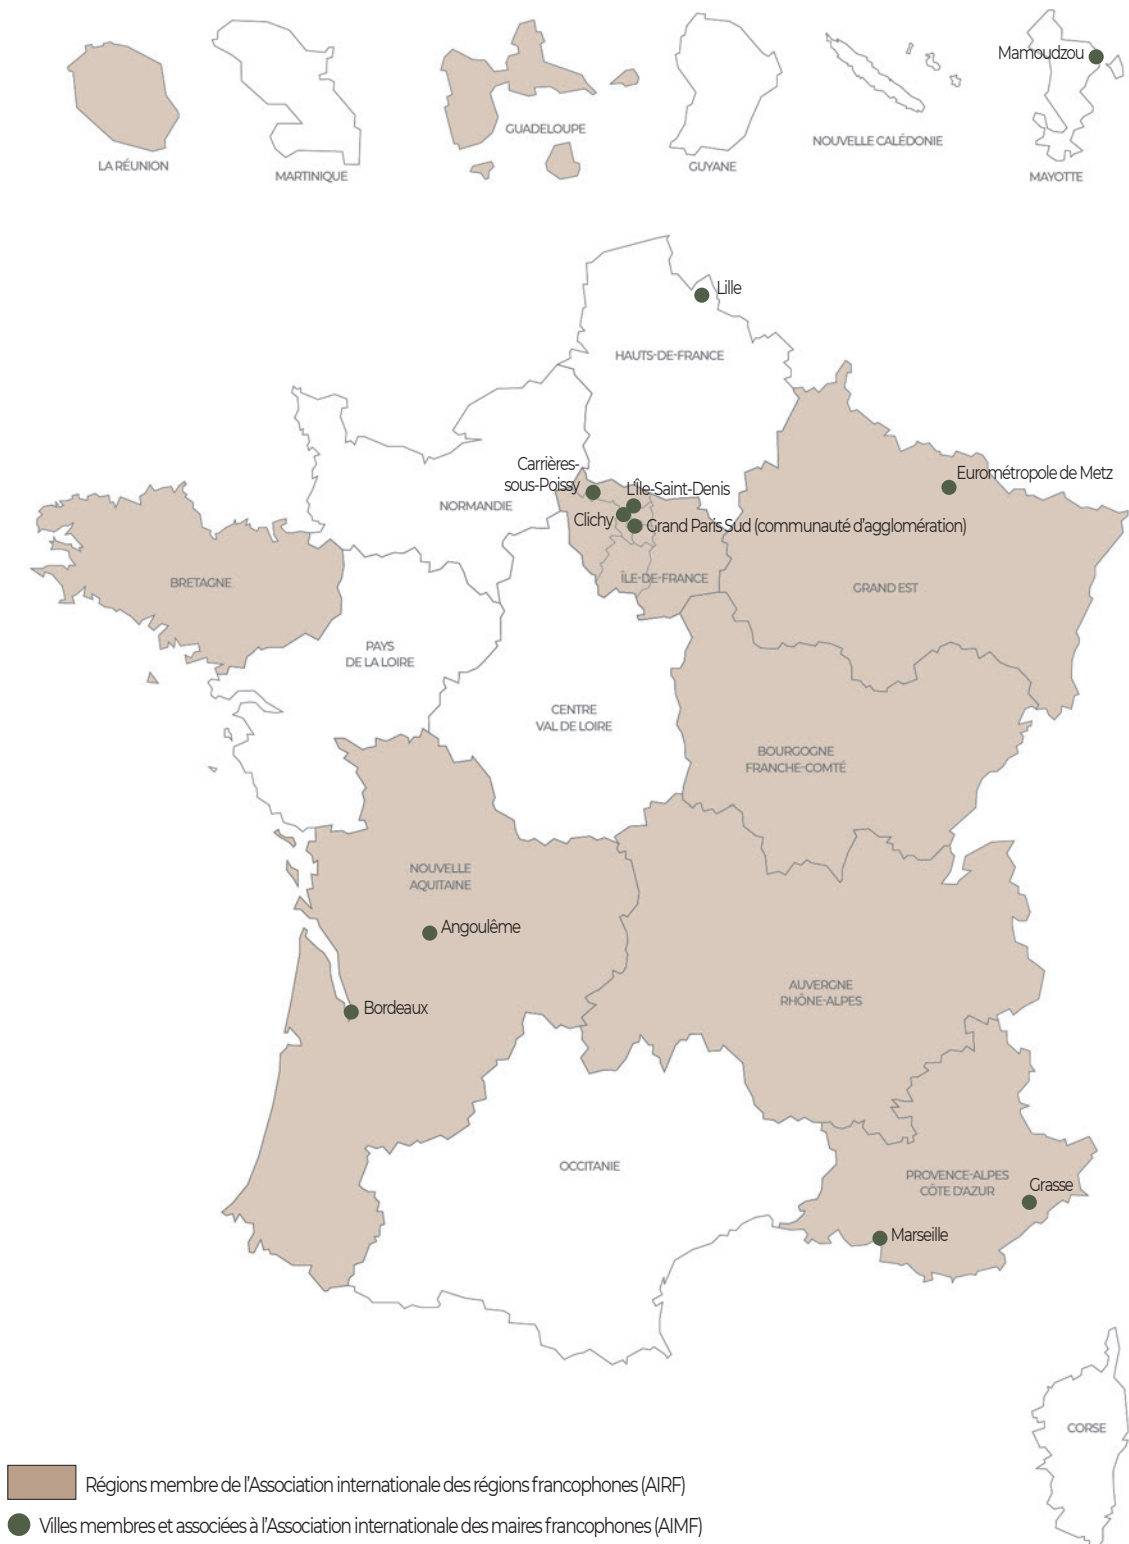 Mamoudzou
GUADELOUPE
NOUVELLE CALÉDONIE
LA RÉUNION
MARTINIQUE
GUYANE
MAYOTTE
Lille
HAUTS-DE-FRANCE
Carrières-
sous-Poissy
L'Île-Saint-Denis
Eurométropole de Metz
NORMANDIE
Clichy
Grand Paris Sud (communauté d'agglomération)
BRETAGNE
ÎLE-DE-FRANCE
GRAND EST
PAYS
DE LA LOIRE
CENTRE
VAL DE LOIRE
BOURGOGNE
FRANCHE-COMTÉ
NOUVELLE
AQUITAINE
Angoulême
AUVERGNE
RHÔNE-ALPES
Bordeaux
OCCITANIE
PROVENCE-ALPES
CÔTE D'AZUR
Grasse
Marseille
CORSE
Régions membre de l'Association internationale des régions francophones (AIRF)
Villes membres et associées à l'Association internationale des maires francophones (AIMF)